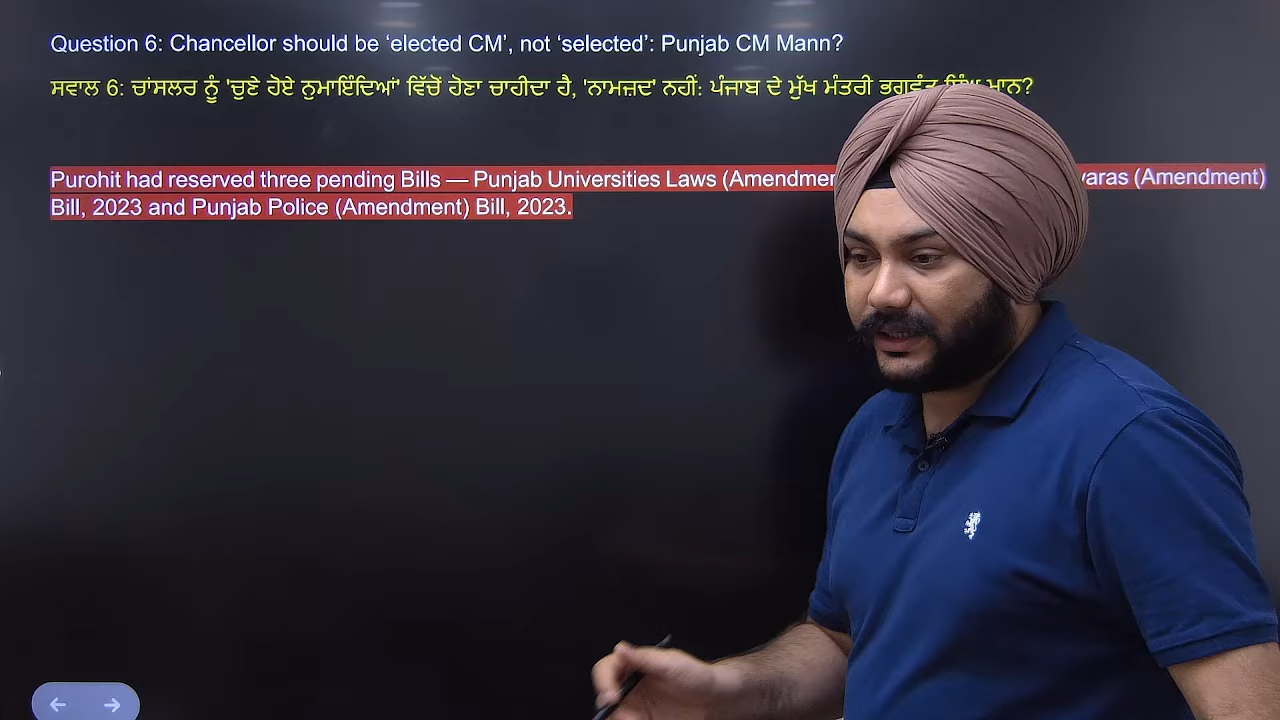 Question 6: Chancellor should be ‘elected CM’, not ‘selected’: Punjab CM Mann?
ਸਵਾਲ 6: ਚਾਂਸਲਰ ਨੂੰ 'ਚੁਣੇ ਹੋਏ ਨੁਮਾਇੰਦਿਆਂ' ਵਿੱਚੋਂ ਹੋਣਾ ਚਾਹੀਦਾ ਹੈ, 'ਨਾਮਜ਼ਦ' ਨਹੀਂ: ਪੰਜਾਬ ਦੇ ਮੁੱਖ ਮੰਤਰੀ ਭਗਵੰਤ ਸਿੰਘ ਮਾਨ?
Purohit had reserved three pending Bills — Punjab Universities Laws (Amendment)
Bill, 2023 and Punjab Police (Amendment) Bill, 2023.